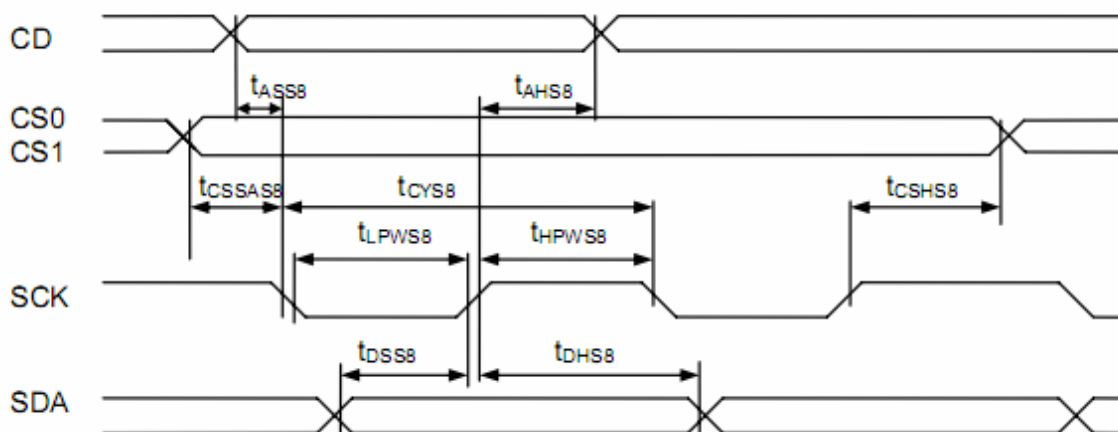 CD
tASS8 tAHS8
CS0
CS1
tCSSAS8 tCYS8 tCSHS8
tLPWS8 tHPWS8
SCK
tDSS8 tDHS8
SDA